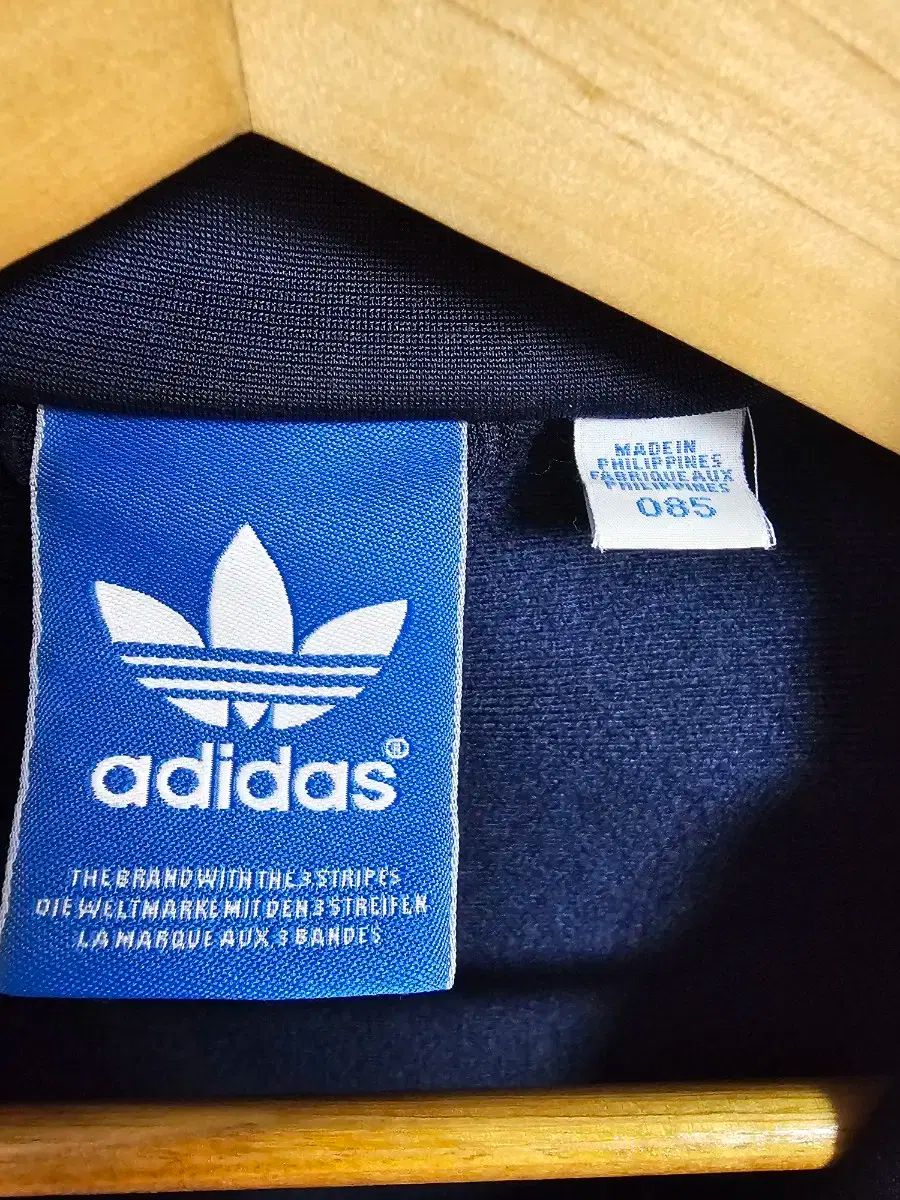 adidas®
THE BRAND WITH THE 3 STRIPES
DIE WELTMARKE MIT DEN 3 STREIFEN
LA MARQUE AUX 3 BANDES
MADE IN
PHILIPPINES
FABRIQUE AUX
PHILIPPINES
085